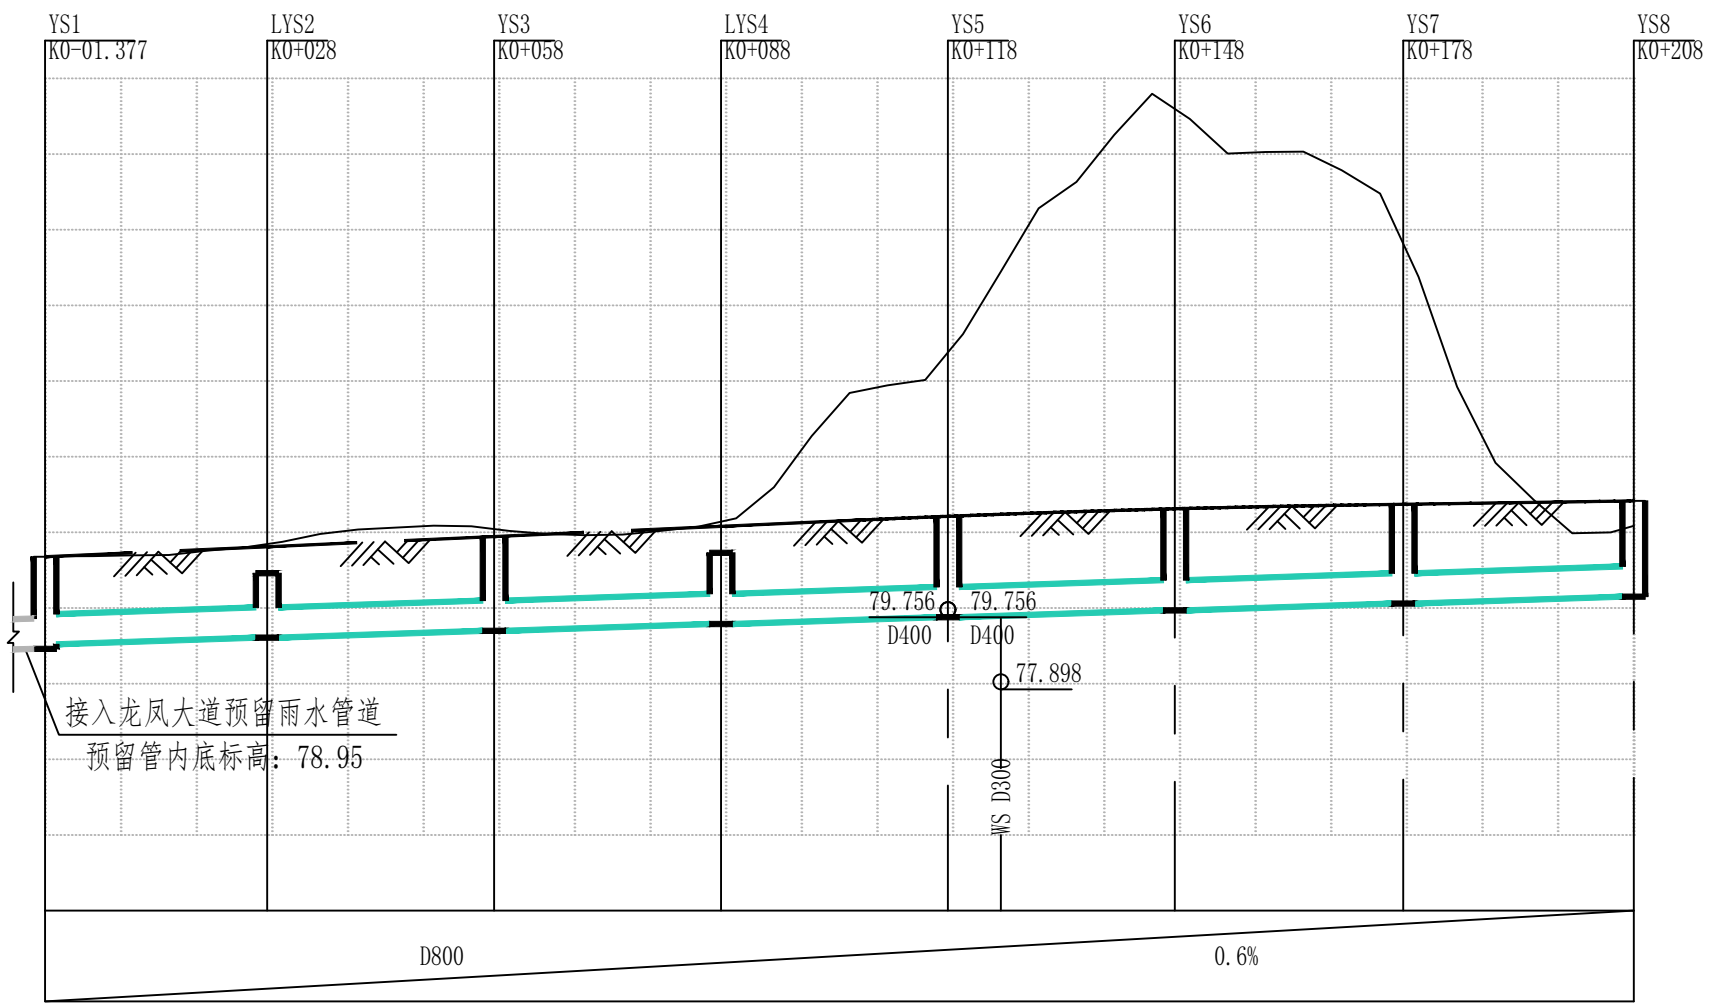 YS1
K0-01.377
LYS2
K0+028
YS3
K0+058
LYS4
K0+088
YS5
K0+118
YS6
K0+148
YS7
K0+178
YS8
K0+208
79.756
79.756
D400
D400
77.898
接入龙凤大道预留雨水管道
预留管内底标高: 78.95
WS D300
D800
0.6%